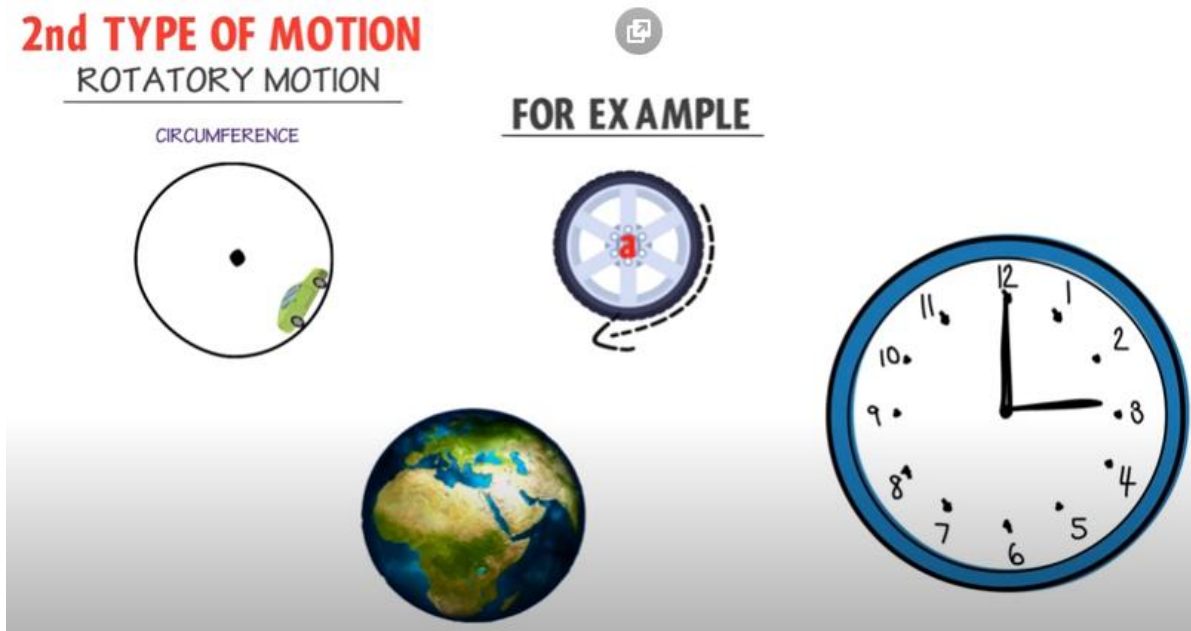 2nd TYPE OF MOTION
ROTATORY MOTION
CIRCUMFERENCE
FOR EXAMPLE
a
12
11
1
10
2
9
3
8
4
7
5
6